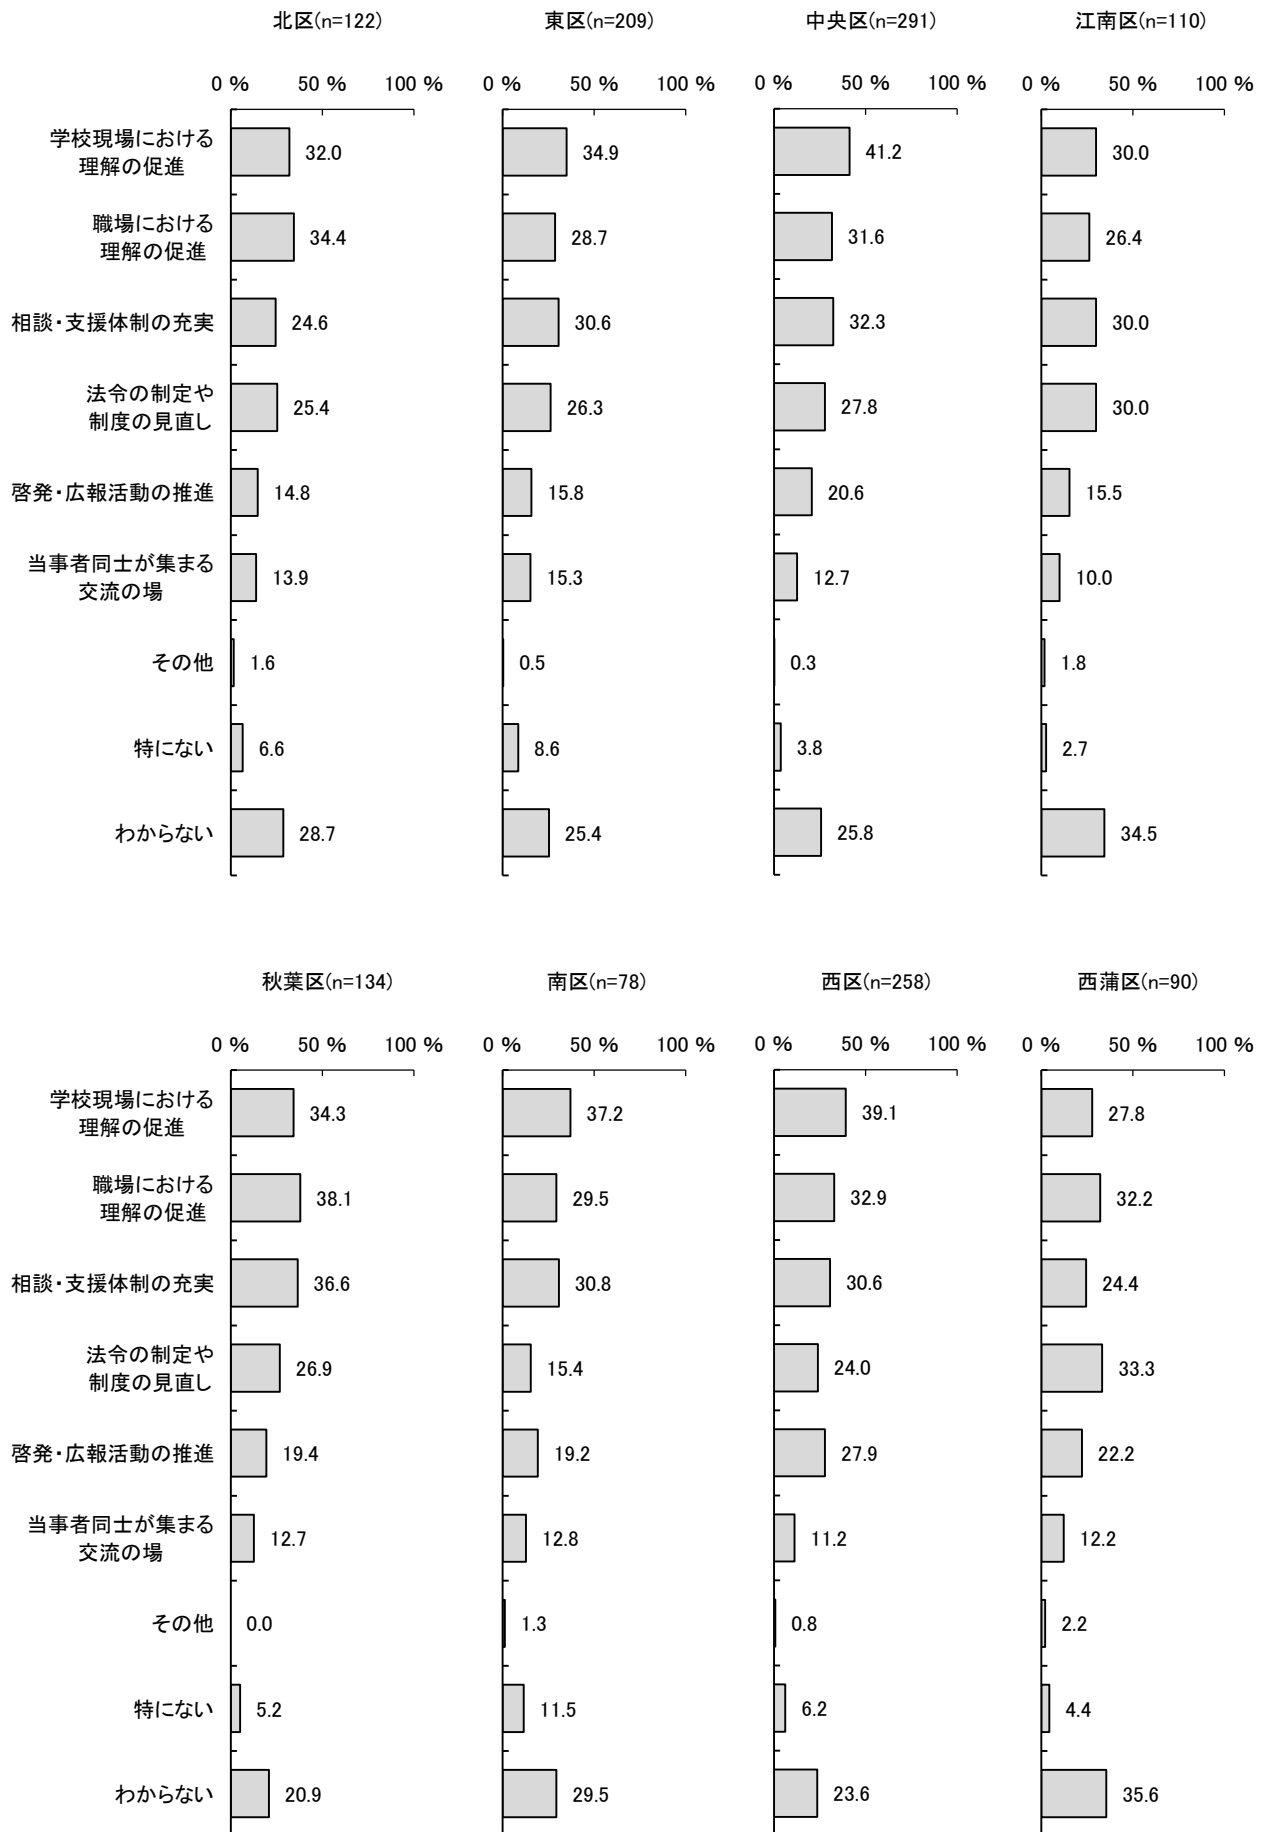 北区(n=122)
東区(n=209)
中央区(n=291)
江南区(n=110)
0 % 50 % 100 %
0 % 50 % 100 %
0 % 50 % 100 %
0 % 50 % 100 %
学校現場における
理解の促進
32.0
34.9
41.2
30.0
職場における
理解の促進
34.4
28.7
31.6
26.4
相談・支援体制の充実
24.6
30.6
32.3
30.0
法令の制定や
制度の見直し
25.4
26.3
27.8
30.0
啓発・広報活動の推進
14.8
15.8
20.6
15.5
当事者同士が集まる
交流の場
13.9
15.3
12.7
10.0
その他
1.6
0.5
0.3
1.8
特にない
6.6
8.6
3.8
2.7
わからない
28.7
25.4
25.8
34.5
秋葉区(n=134)
南区(n=78)
西区(n=258)
西蒲区(n=90)
0 % 50 % 100 %
0 % 50 % 100 %
0 % 50 % 100 %
0 % 50 % 100 %
学校現場における
理解の促進
34.3
37.2
39.1
27.8
職場における
理解の促進
38.1
29.5
32.9
32.2
相談・支援体制の充実
36.6
30.8
30.6
24.4
法令の制定や
制度の見直し
26.9
15.4
24.0
33.3
啓発・広報活動の推進
19.4
19.2
27.9
22.2
当事者同士が集まる
交流の場
12.7
12.8
11.2
12.2
その他
0.0
1.3
0.8
2.2
特にない
5.2
11.5
6.2
4.4
わからない
20.9
29.5
23.6
35.6